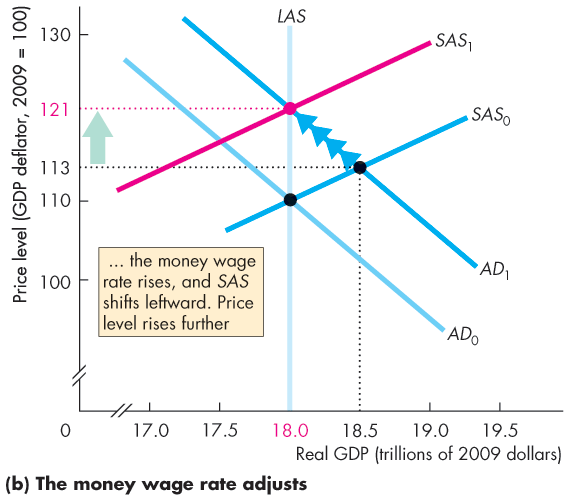 Price level (GDP deflator, 2009 = 100)
LAS
130
SAS1
121
SAS0
113
110
... the money wage
rate rises, and SAS
shifts leftward. Price
level rises further
100
AD1
AD0
0
17.0
17.5
18.0
18.5
19.0
19.5
Real GDP (trillions of 2009 dollars)
(b) The money wage rate adjusts